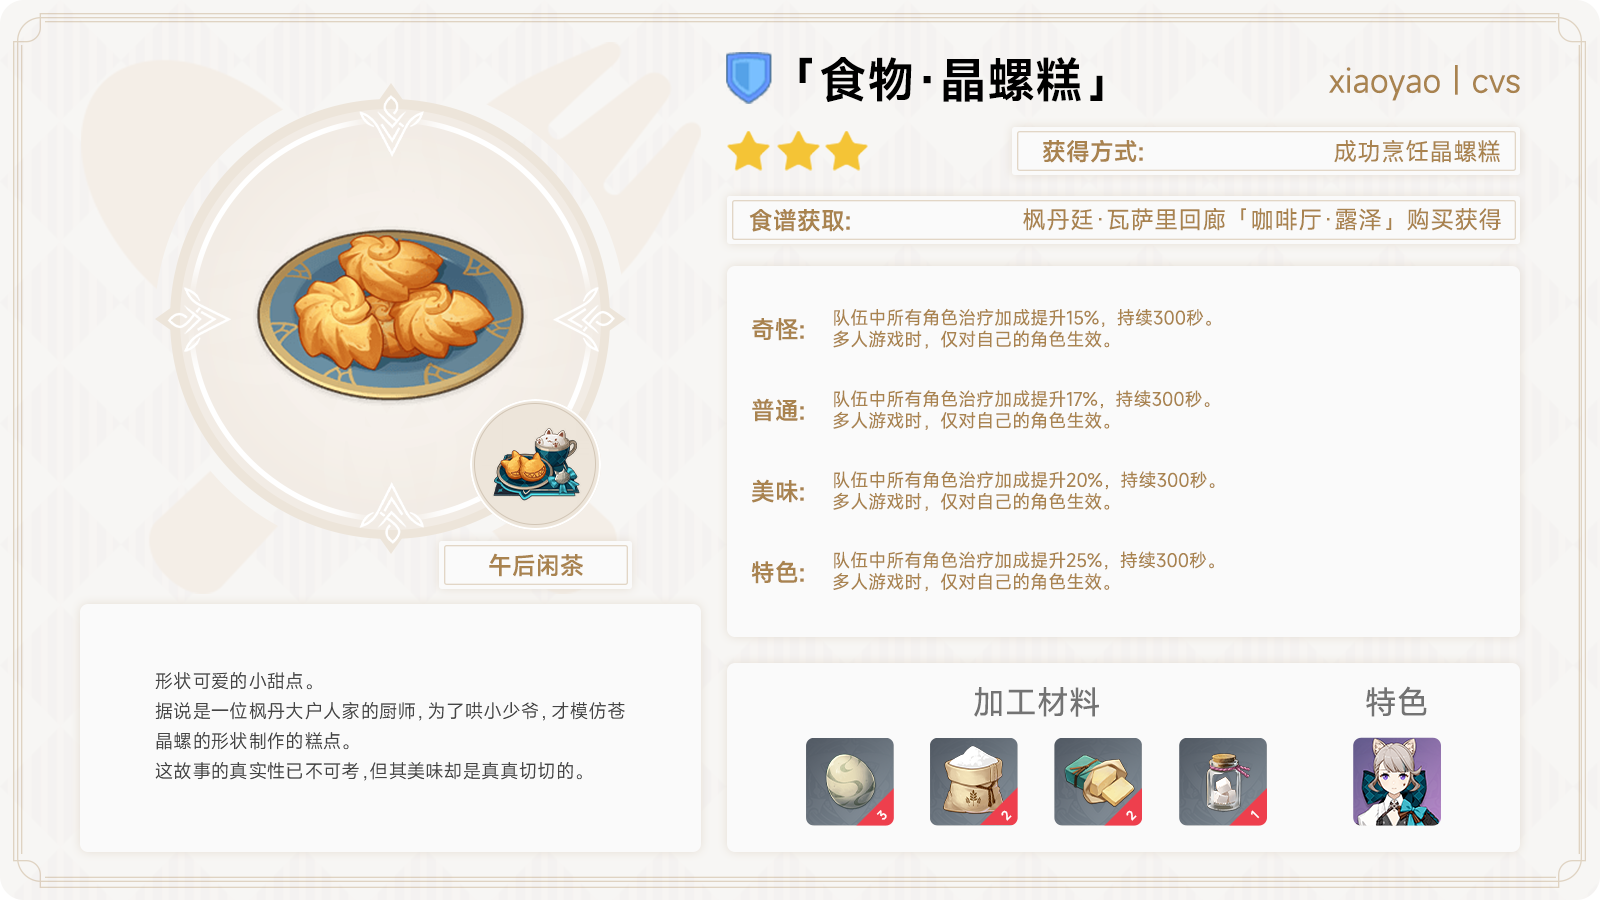 「食物·晶螺糕」
xiaoyao | cvs
获得方式:
成功烹饪晶螺糕
食谱获取:
枫丹廷·瓦萨里回廊「咖啡厅·露泽」购买获得
奇怪:
队伍中所有角色治疗加成提升15%，持续300秒。
多人游戏时，仅对自己的角色生效。
普通:
队伍中所有角色治疗加成提升17%，持续300秒。
多人游戏时，仅对自己的角色生效。
美味:
队伍中所有角色治疗加成提升20%，持续300秒。
多人游戏时，仅对自己的角色生效。
特色:
队伍中所有角色治疗加成提升25%，持续300秒。
多人游戏时，仅对自己的角色生效。
午后闲茶
形状可爱的小甜点。
据说是一位枫丹大户人家的厨师,为了哄小少爷,才模仿苍
晶螺的形状制作的糕点。
这故事的真实性已不可考,但其美味却是真真切切的。
加工材料
特色
3
2
2
1